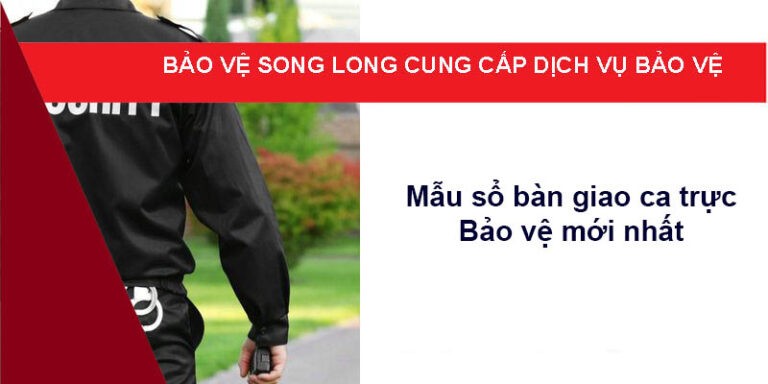 BẢO VỆ SONG LONG CUNG CẤP DỊCH VỤ BẢO VỆ
Mẫu sổ bàn giao ca trực
Bảo vệ mới nhất